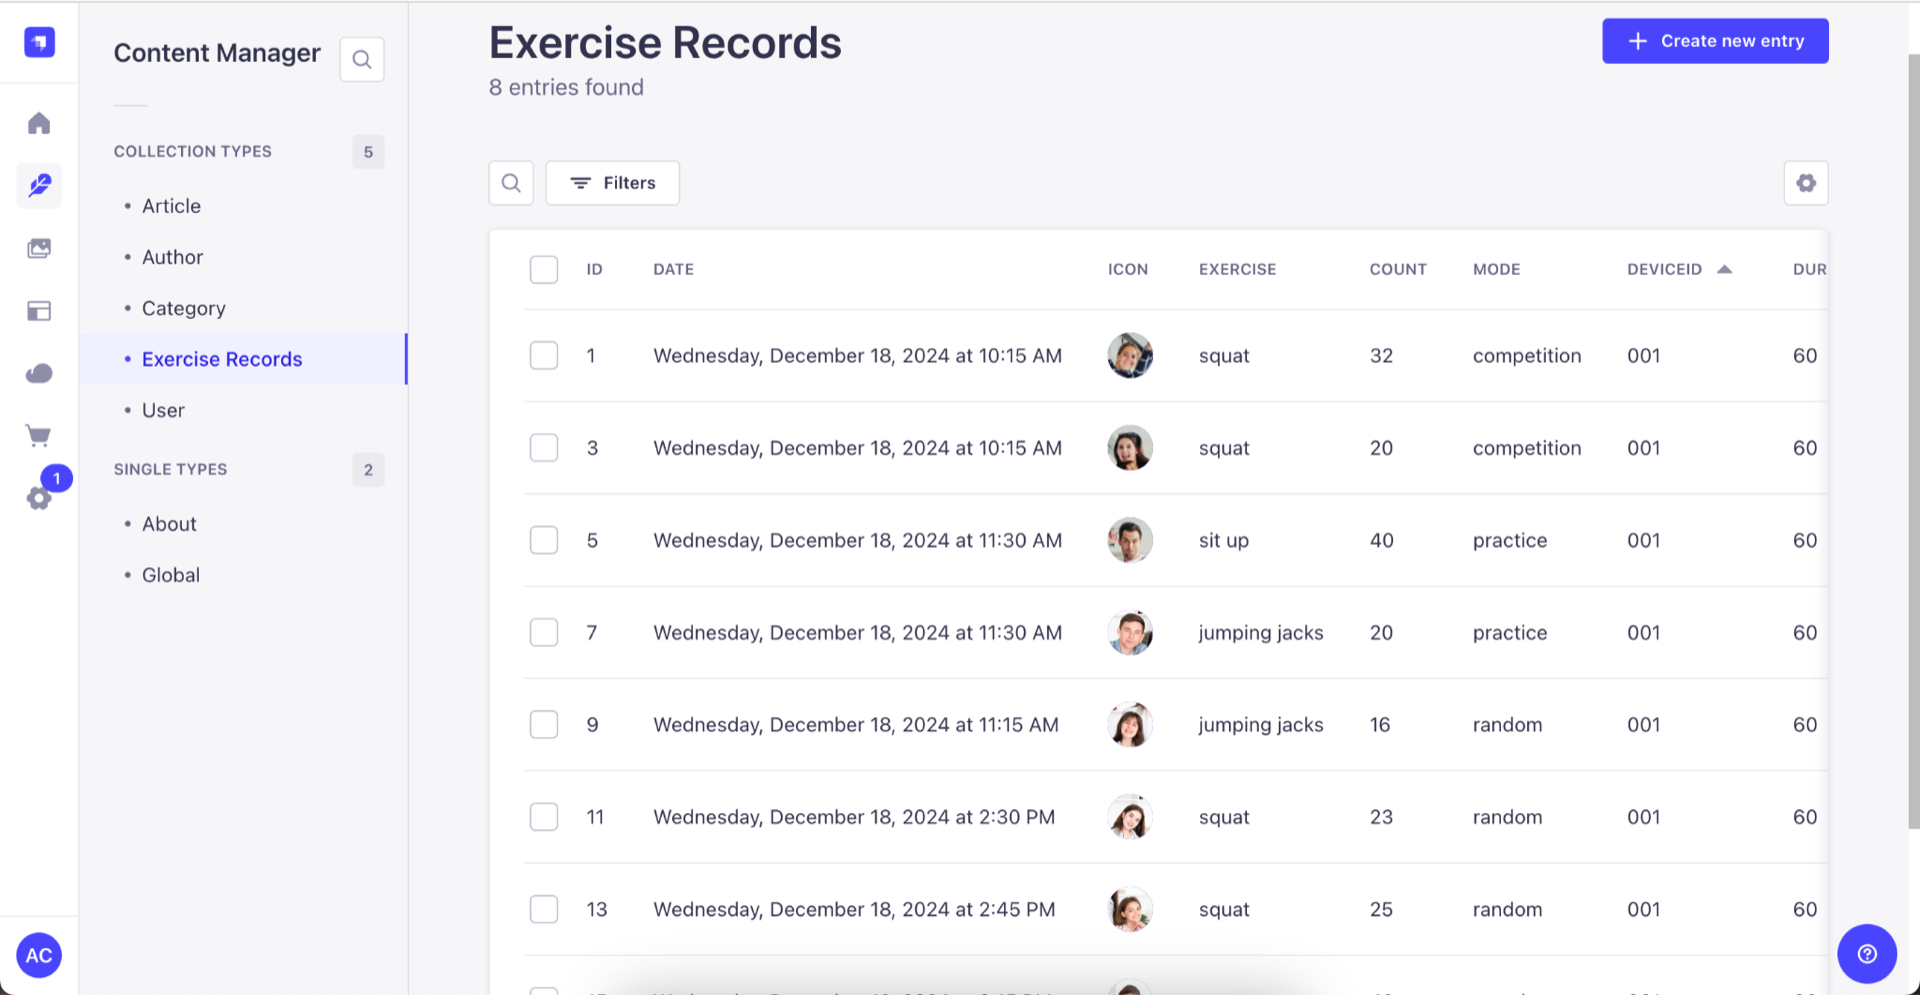 Content Manager
COLLECTION TYPES 5
Article
Author
Category
Exercise Records
User
SINGLE TYPES 2
About
Global
1
AC
Exercise Records
8 entries found
Create new entry
Filters
ID DATE ICON EXERCISE COUNT MODE DEVICEID DUR
1 Wednesday, December 18, 2024 at 10:15 AM squat 32 competition 001 60
3 Wednesday, December 18, 2024 at 10:15 AM squat 20 competition 001 60
5 Wednesday, December 18, 2024 at 11:30 AM sit up 40 practice 001 60
7 Wednesday, December 18, 2024 at 11:30 AM jumping jacks 20 practice 001 60
9 Wednesday, December 18, 2024 at 11:15 AM jumping jacks 16 random 001 60
11 Wednesday, December 18, 2024 at 2:30 PM squat 23 random 001 60
13 Wednesday, December 18, 2024 at 2:45 PM squat 25 random 001 60